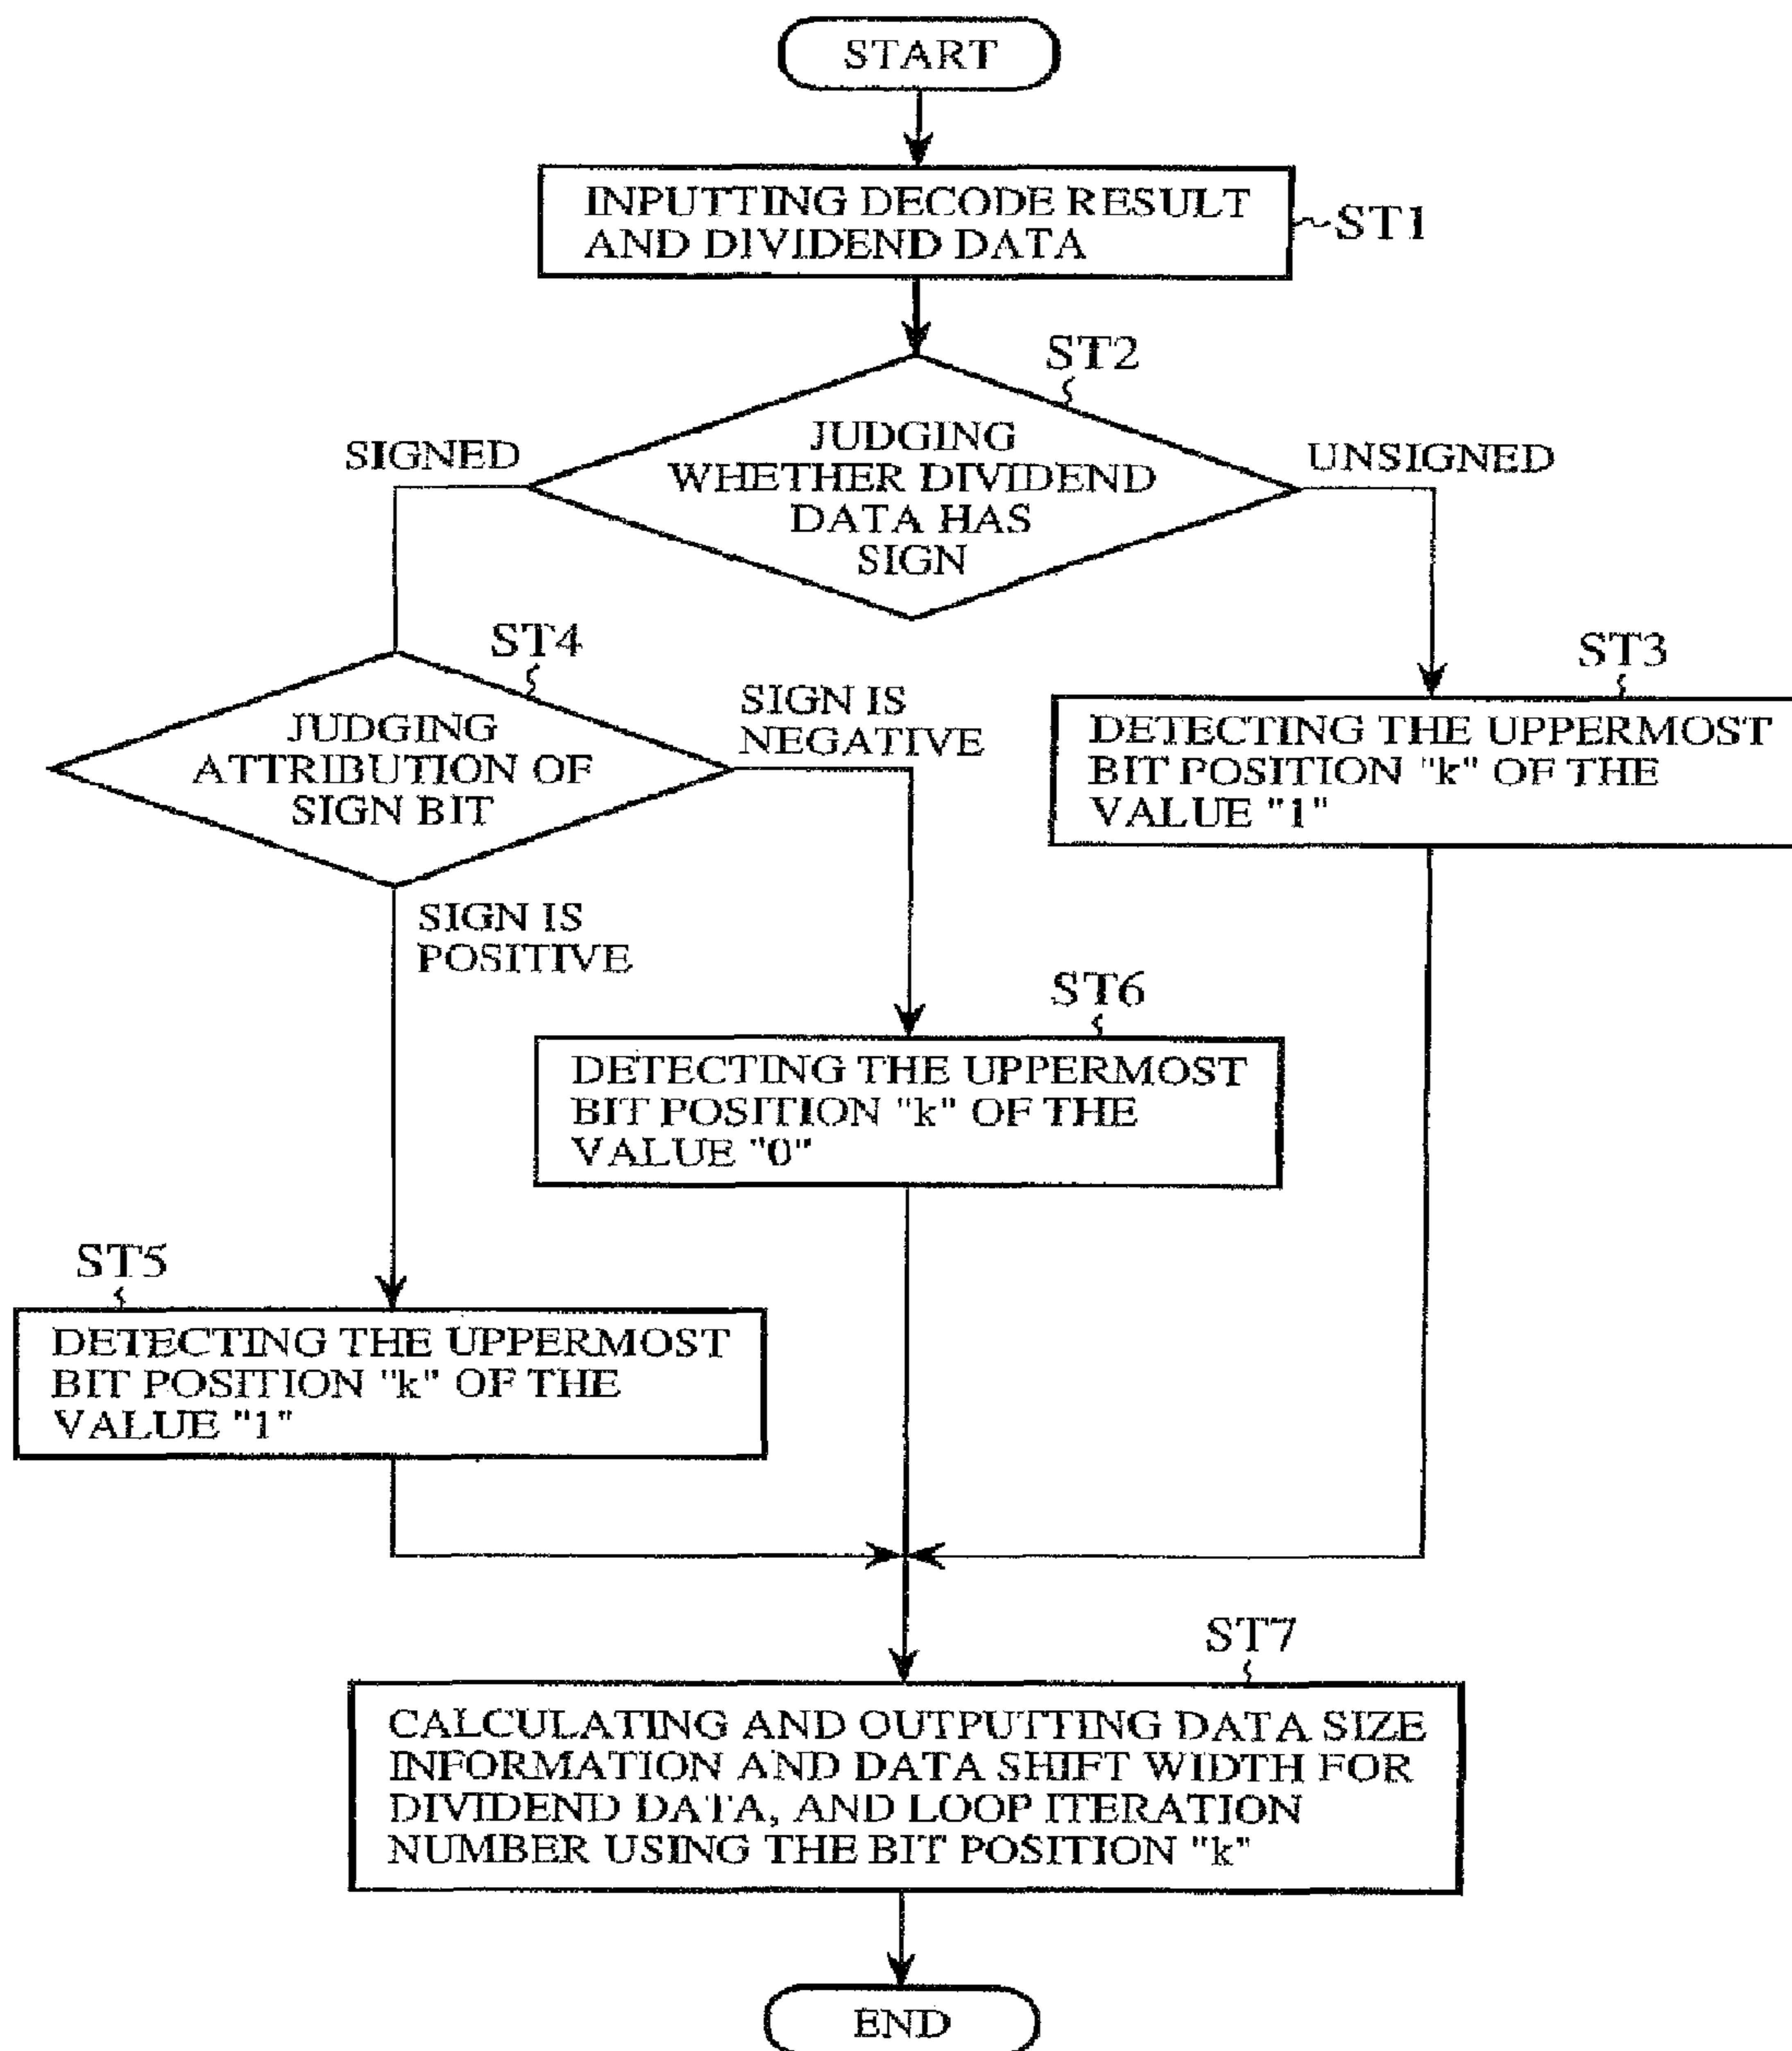 START
INPUTTING DECODE RESULT
AND DIVIDEND DATA
ST1
ST2
JUDGING
WHETHER DIVIDEND
DATA HAS
SIGN
SIGNED
UNSIGNED
ST4
JUDGING
ATTRIBUTION OF
SIGN BIT
SIGN IS
NEGATIVE
ST3
DETECTING THE UPPERMOST
BIT POSITION "k" OF THE
VALUE "1"
SIGN IS
POSITIVE
ST6
DETECTING THE UPPERMOST
BIT POSITION "k" OF THE
VALUE "0"
ST5
DETECTING THE UPPERMOST
BIT POSITION "k" OF THE
VALUE "1"
ST7
CALCULATING AND OUTPUTTING DATA SIZE
INFORMATION AND DATA SHIFT WIDTH FOR
DIVIDEND DATA, AND LOOP ITERATION
NUMBER USING THE BIT POSITION "k"
END